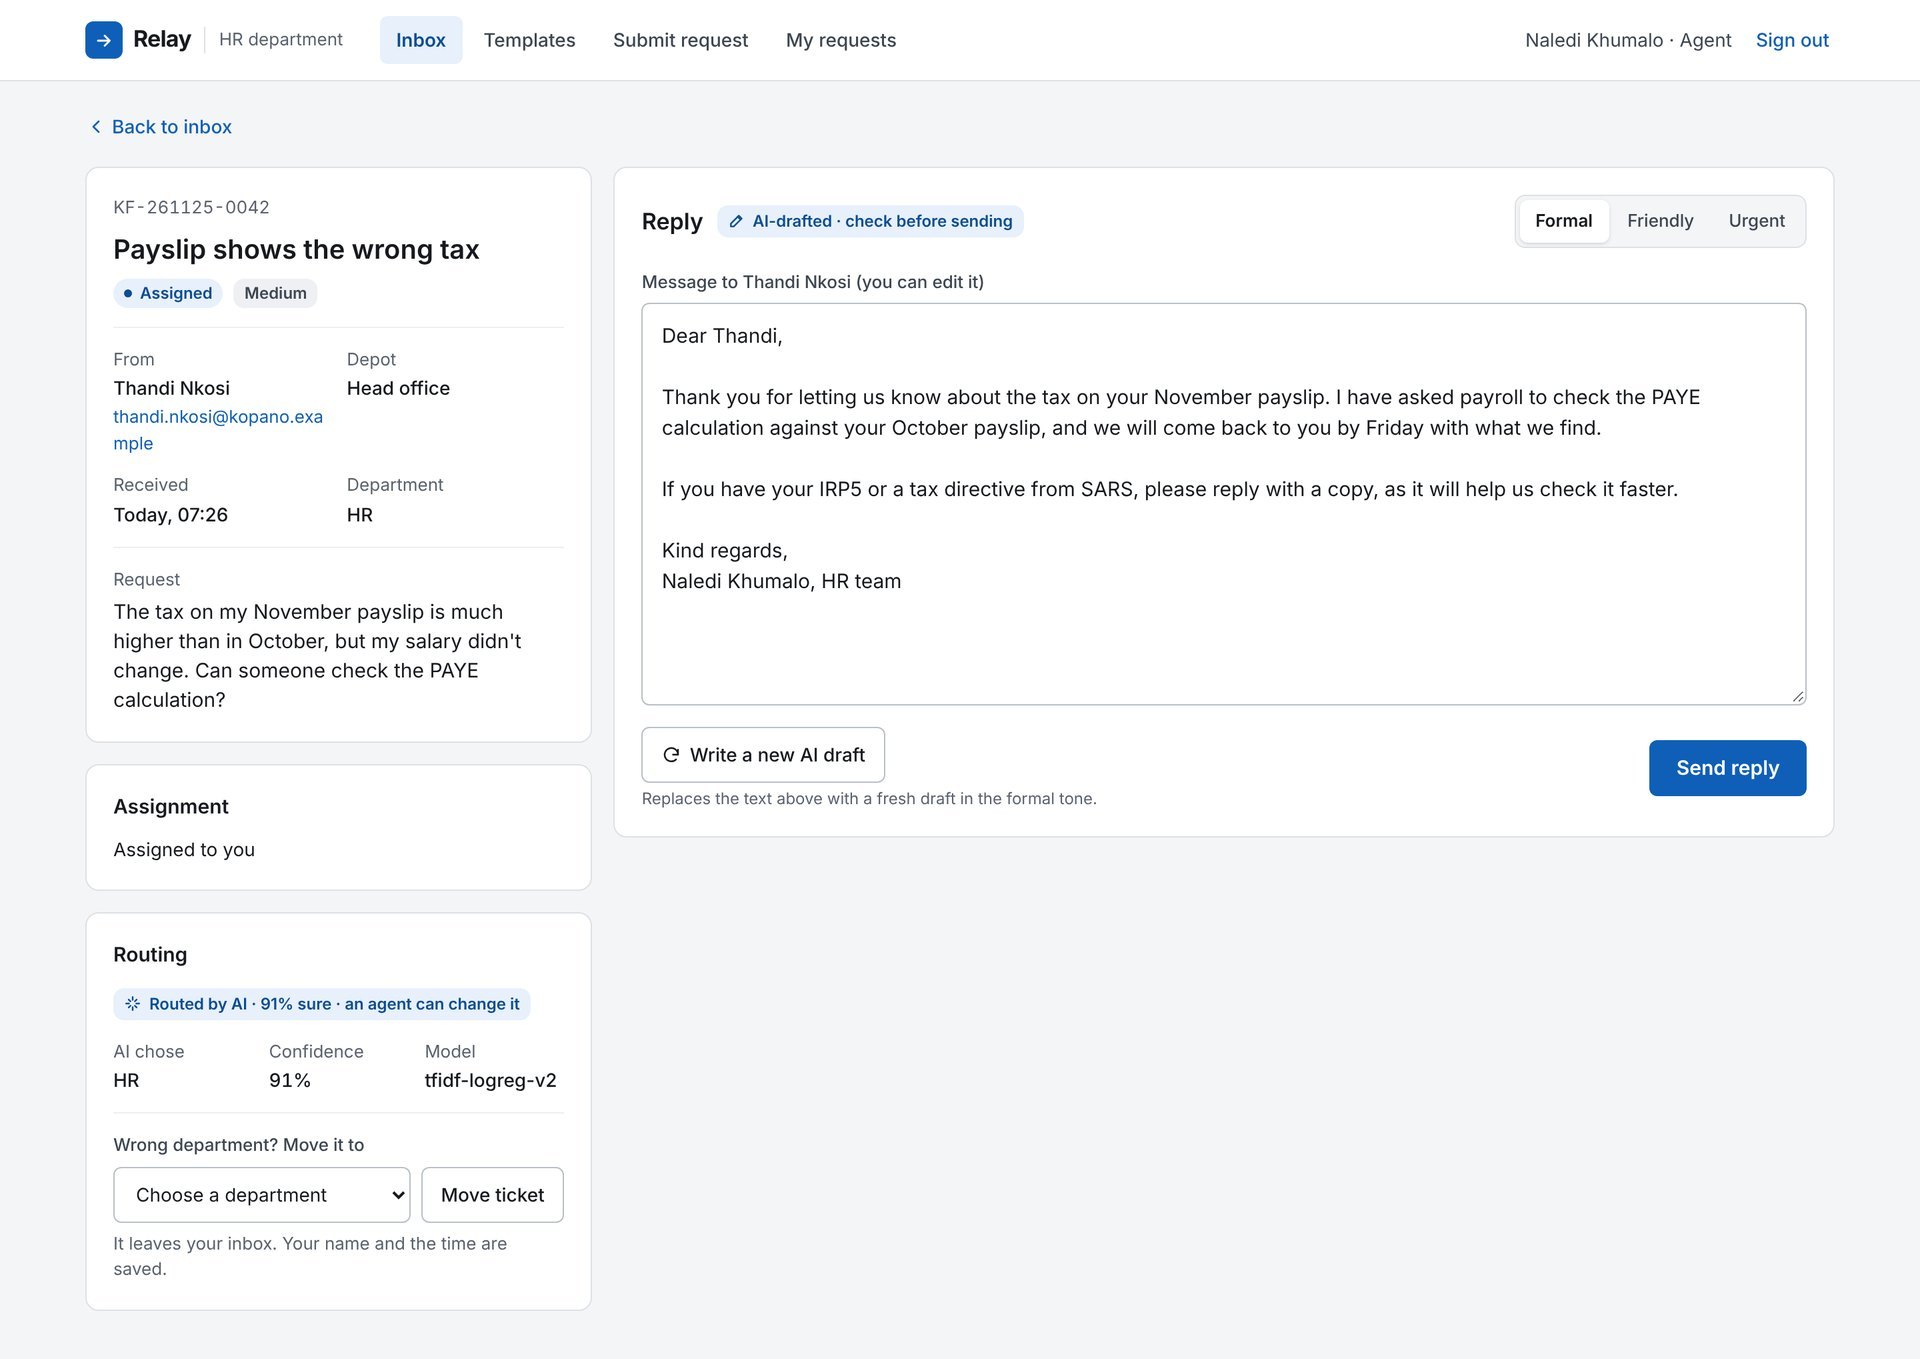 Relay
HR department
Inbox
Templates
Submit request
My requests
Naledi Khumalo · Agent
Sign out
Back to inbox
KF-261125-0042
Payslip shows the wrong tax
Assigned
Medium
From
Thandi Nkosi
thandi.nkosi@kopano.exa
mple
Depot
Head office
Received
Today, 07:26
Department
HR
Request
The tax on my November payslip is much
higher than in October, but my salary didn't
change. Can someone check the PAYE
calculation?
Assignment
Assigned to you
Routing
Routed by AI · 91% sure · an agent can change it
AI chose
HR
Confidence
91%
Model
tfidf-logreg-v2
Wrong department? Move it to
Choose a department
Move ticket
It leaves your inbox. Your name and the time are
saved.
Reply
AI-drafted · check before sending
Formal
Friendly
Urgent
Message to Thandi Nkosi (you can edit it)
Dear Thandi,
Thank you for letting us know about the tax on your November payslip. I have asked payroll to check the PAYE
calculation against your October payslip, and we will come back to you by Friday with what we find.
If you have your IRP5 or a tax directive from SARS, please reply with a copy, as it will help us check it faster.
Kind regards,
Naledi Khumalo, HR team
Write a new AI draft
Replaces the text above with a fresh draft in the formal tone.
Send reply